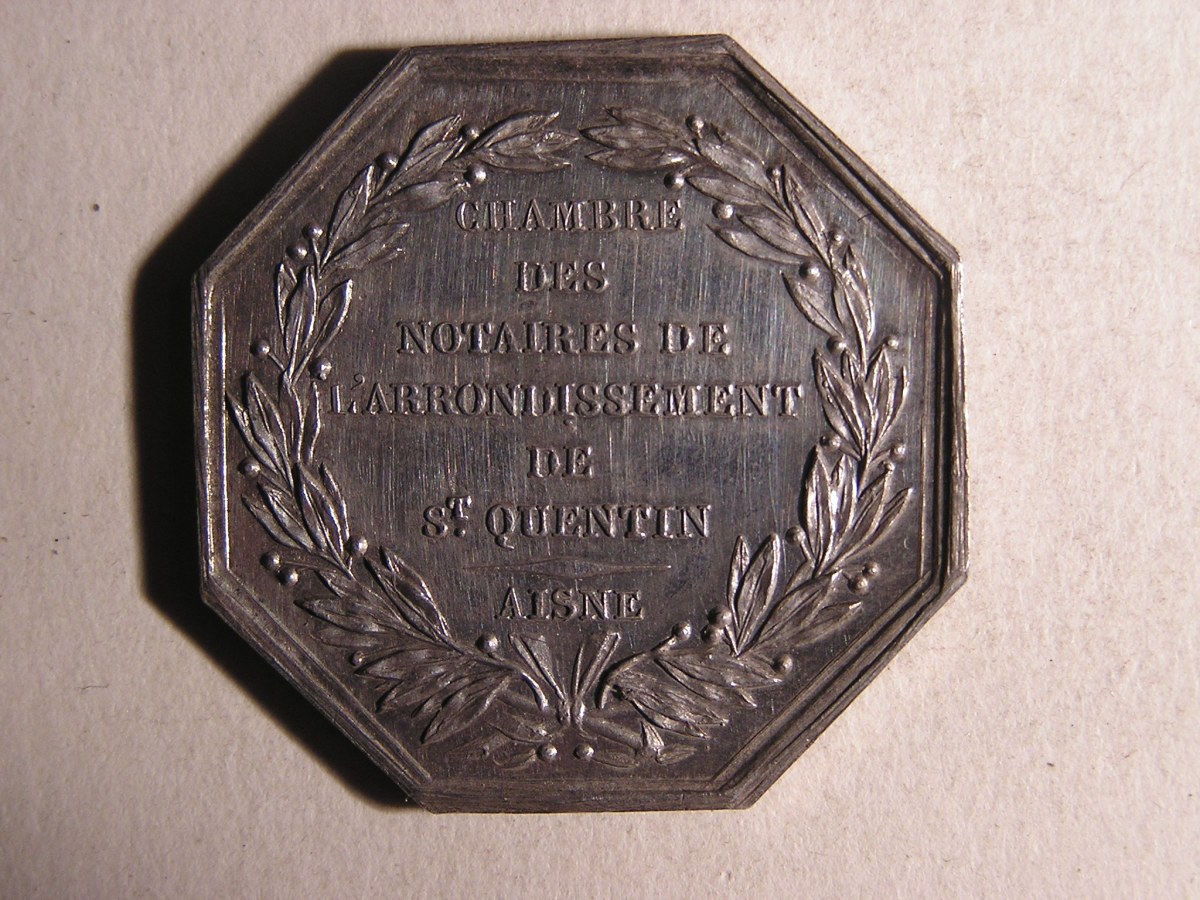 CHAMBRE
DES
NOTAIRES DE
L'ARRONDISSEMENT
DE
ST. QUENTIN
AISNE